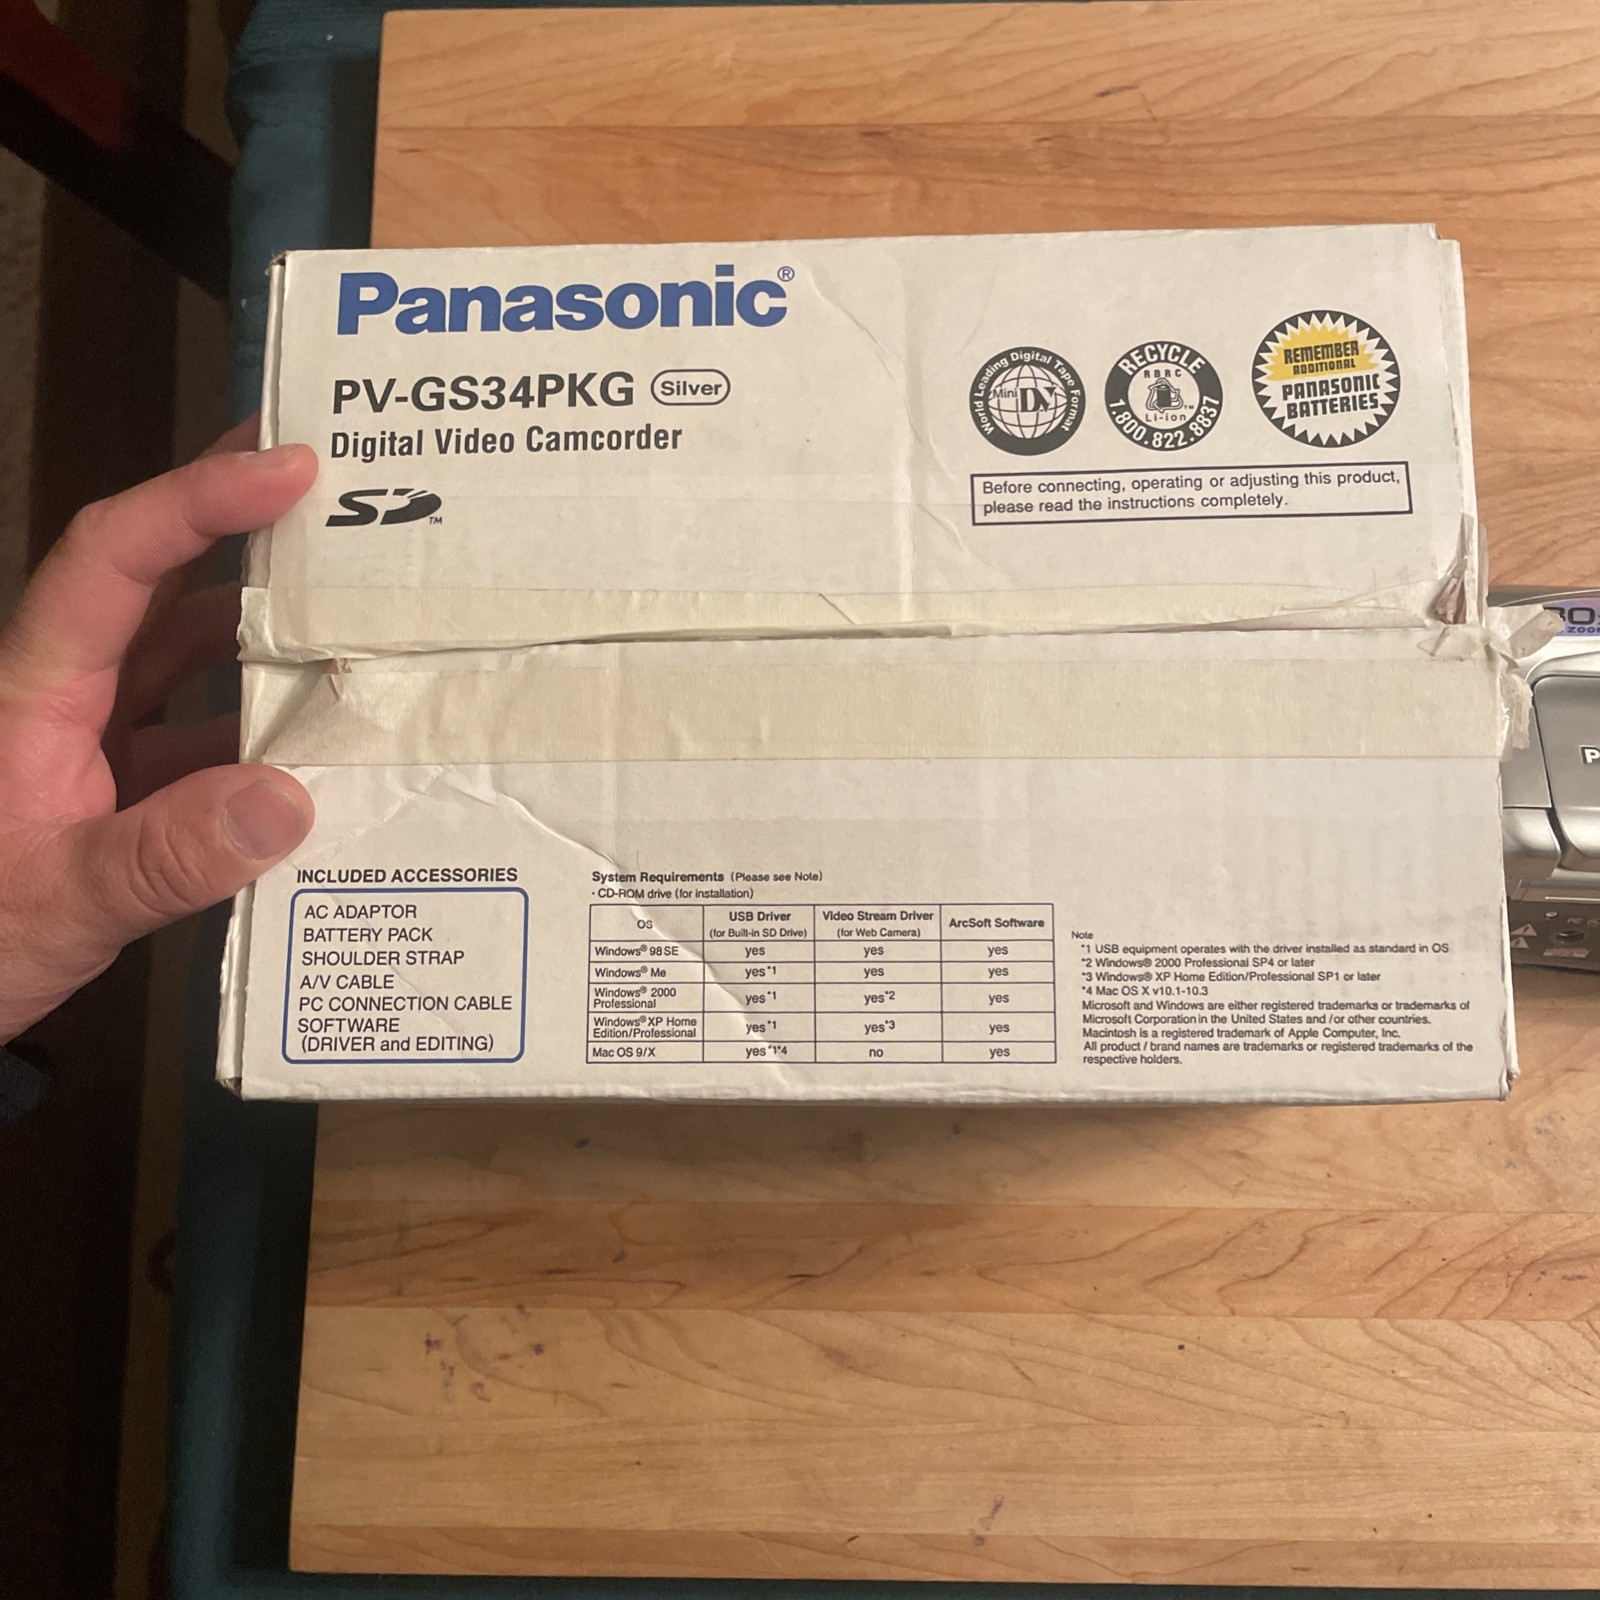 Panasonic®
PV-GS34PKG Silver
Digital Video Camcorder
SD™
World Leading Digital Tape Format
Mini DV
RECYCLE
RBRC
Li-ion
1.800.822.8837
REMEMBER
ADDITIONAL
PANASONIC
BATTERIES
Before connecting, operating or adjusting this product,
please read the instructions completely.
ZOOM
INCLUDED ACCESSORIES
AC ADAPTOR
BATTERY PACK
SHOULDER STRAP
A/V CABLE
PC CONNECTION CABLE
SOFTWARE
(DRIVER and EDITING)
System Requirements (Please see Note)
· CD-ROM drive (for installation)
OS USB Driver (for Built-in SD Drive) Video Stream Driver (for Web Camera) ArcSoft Software
Windows® 98SE yes yes yes
Windows® Me yes*1 yes yes
Windows® 2000 Professional yes*1 yes*2 yes
Windows® XP Home Edition/Professional yes*1 yes*3 yes
Mac OS 9/X yes*1*4 no yes
Note
*1 USB equipment operates with the driver installed as standard in OS
*2 Windows® 2000 Professional SP4 or later
*3 Windows® XP Home Edition/Professional SP1 or later
*4 Mac OS X v10.1-10.3
Microsoft and Windows are either registered trademarks or trademarks of
Microsoft Corporation in the United States and /or other countries.
Macintosh is a registered trademark of Apple Computer, Inc.
All product / brand names are trademarks or registered trademarks of the
respective holders.